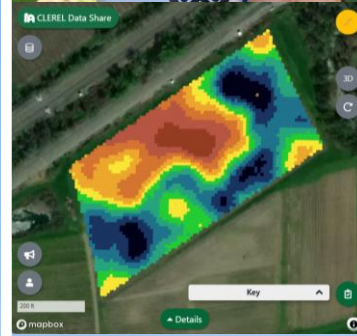 CLEREL Data Share
3D
Key
200 ft
Details
mapbox